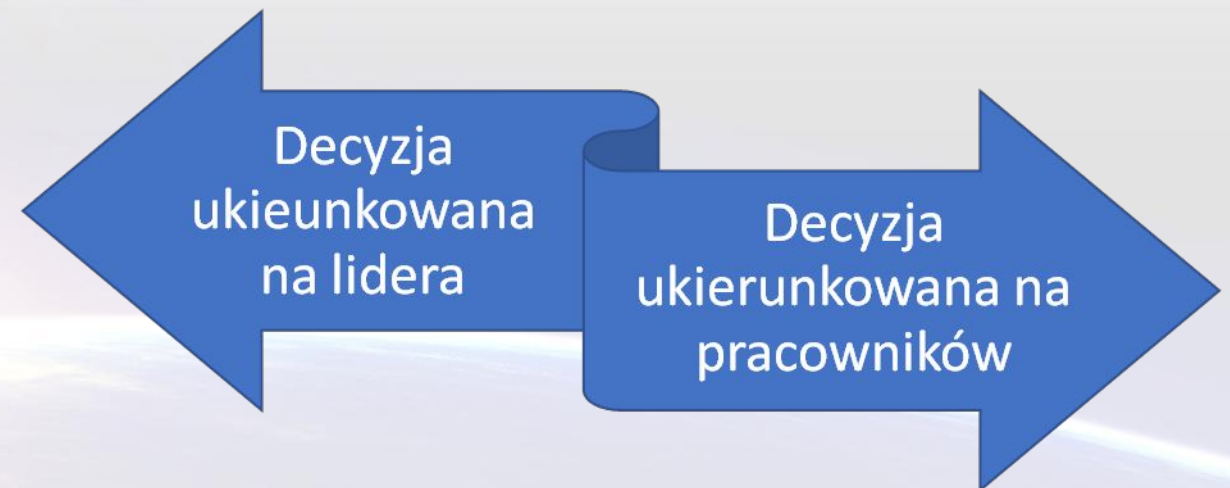 Decyzja
ukieunkowana
na lidera
Decyzja
ukierunkowana na
pracowników